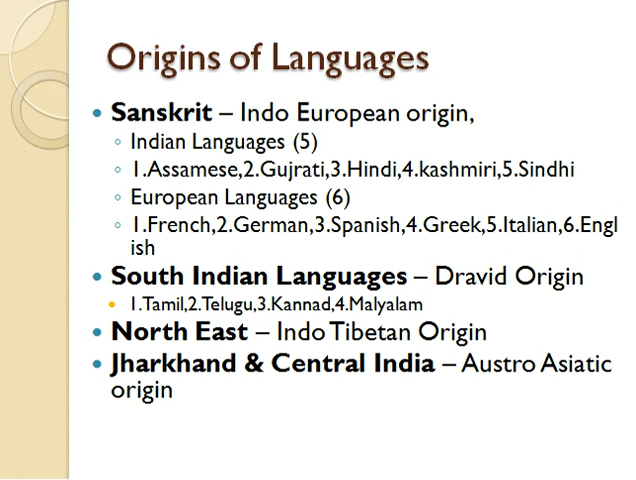 Origins of Languages
Sanskrit – Indo European origin,
Indian Languages (5)
1.Assamese,2.Gujrati,3.Hindi,4.kashmiri,5.Sindhi
European Languages (6)
1.French,2.German,3.Spanish,4.Greek,5.Italian,6.Engl
ish
South Indian Languages – Dravid Origin
1.Tamil,2.Telugu,3.Kannad,4.Malyalam
North East – Indo Tibetan Origin
Jharkhand & Central India – Austro Asiatic
origin